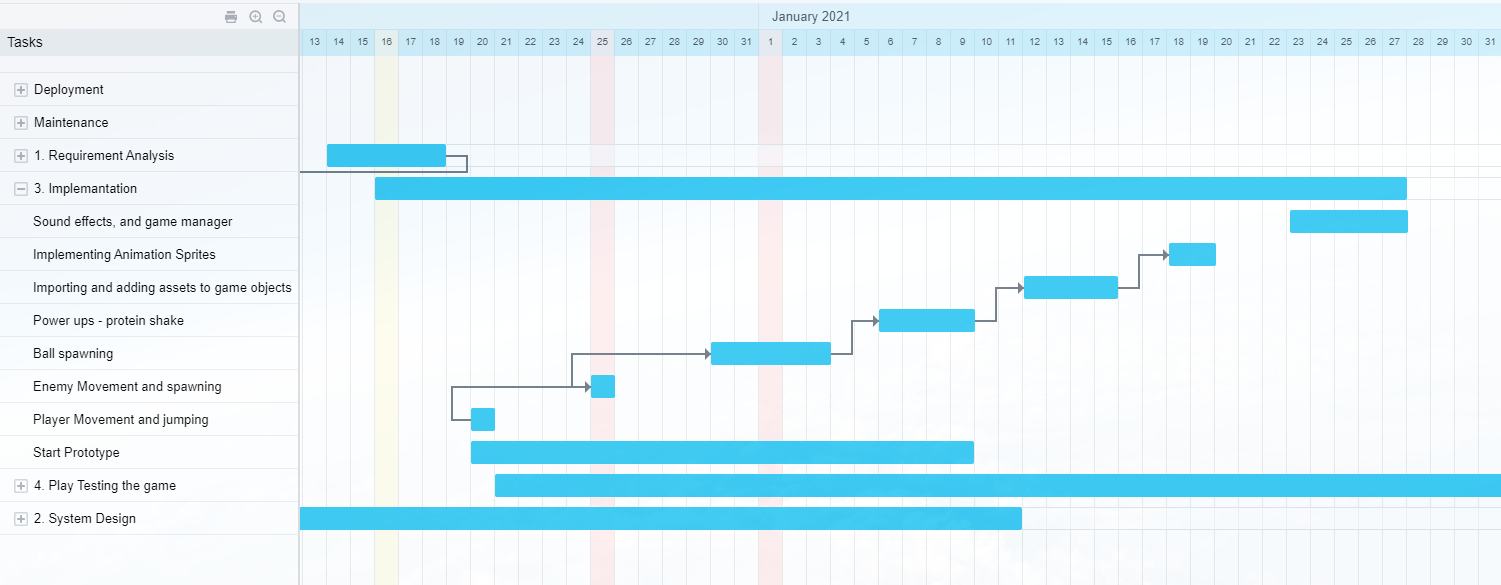 January 2021
Tasks
13 14 15 16 17 18 19 20 21 22 23 24 25 26 27 28 29 30 31 1 2 3 4 5 6 7 8 9 10 11 12 13 14 15 16 17 18 19 20 21 22 23 24 25 26 27 28 29 30 31
Deployment
Maintenance
1. Requirement Analysis
3. Implemantation
Sound effects, and game manager
Implementing Animation Sprites
Importing and adding assets to game objects
Power ups - protein shake
Ball spawning
Enemy Movement and spawning
Player Movement and jumping
Start Prototype
4. Play Testing the game
2. System Design